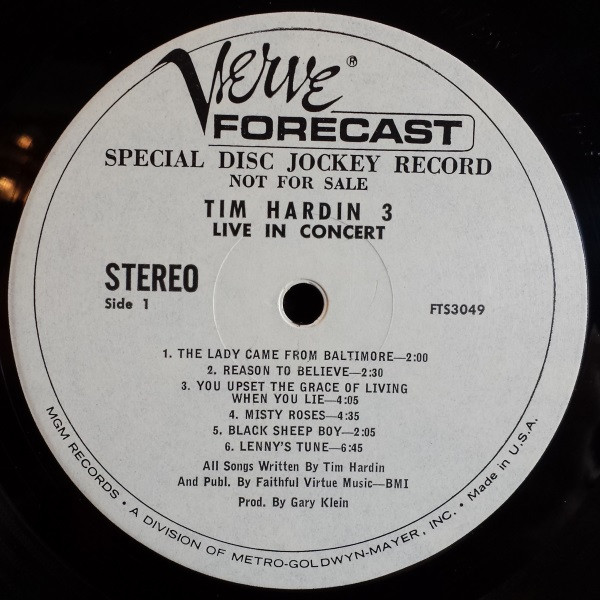 Verve®
FORECAST
SPECIAL DISC JOCKEY RECORD
NOT FOR SALE
TIM HARDIN 3
LIVE IN CONCERT
STEREO
Side 1
FTS3049
1. THE LADY CAME FROM BALTIMORE—2:00
2. REASON TO BELIEVE—2:30
3. YOU UPSET THE GRACE OF LIVING
WHEN YOU LIE—4:05
4. MISTY ROSES—4:35
5. BLACK SHEEP BOY—2:05
6. LENNY'S TUNE—6:45
All Songs Written By Tim Hardin
And Publ. By Faithful Virtue Music—BMI
Prod. By Gary Klein
MGM RECORDS • A DIVISION OF METRO-GOLDWYN-MAYER, INC. • Made in U.S.A.